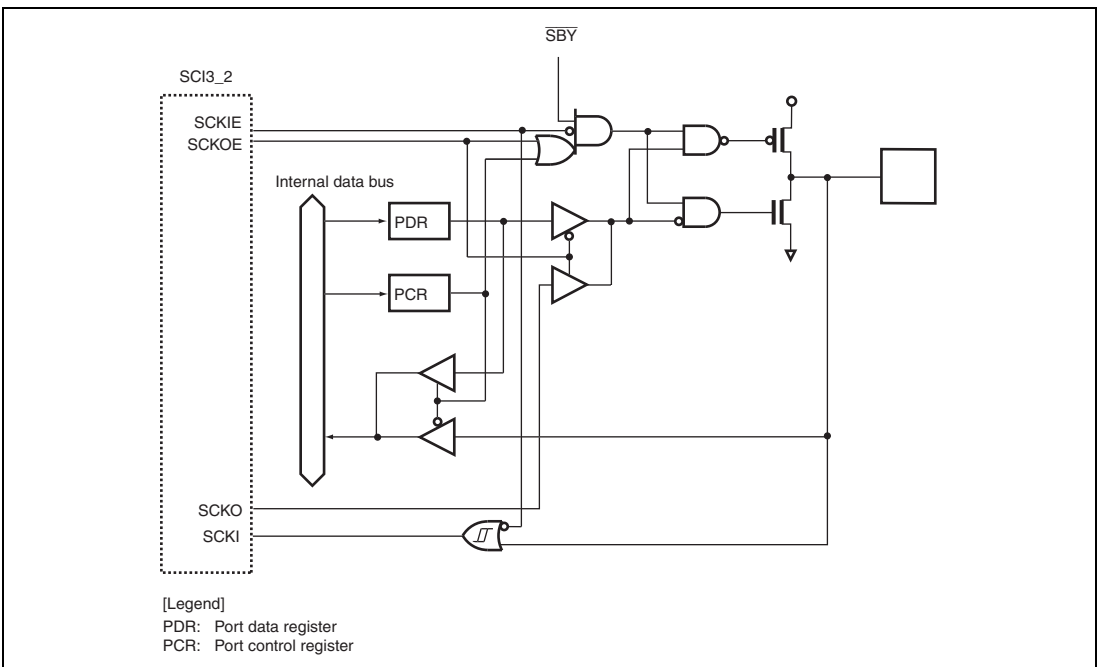 SBY
SCI3_2
SCKIE
SCKOE
Internal data bus
PDR
PCR
SCKO
SCKI
[Legend]
PDR: Port data register
PCR: Port control register